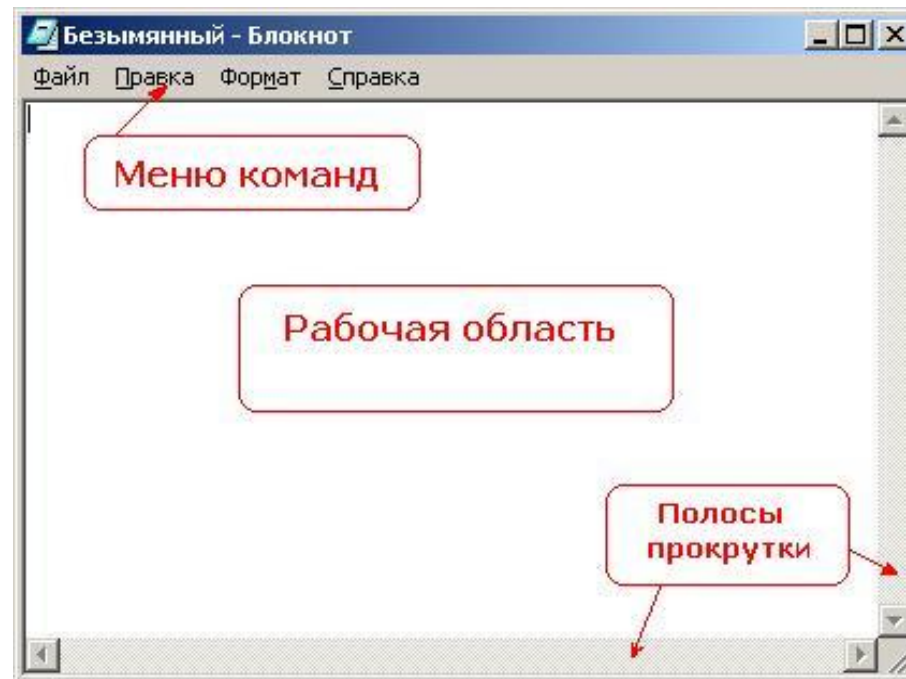 Безымянный - Блокнот
Файл Правка Формат Справка
Меню команд
Рабочая область
Полосы
прокрутки